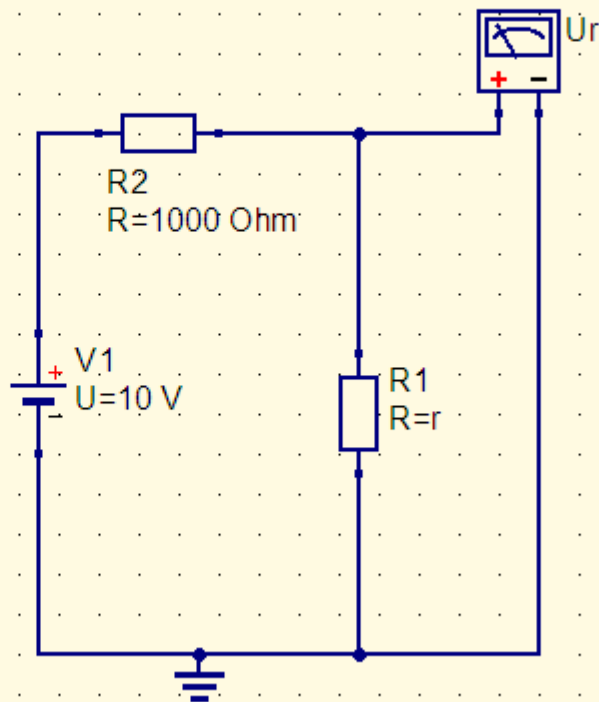 Ur
+ -
R2
R=1000 Ohm
+
V1
U=10 V
-
R1
R=r